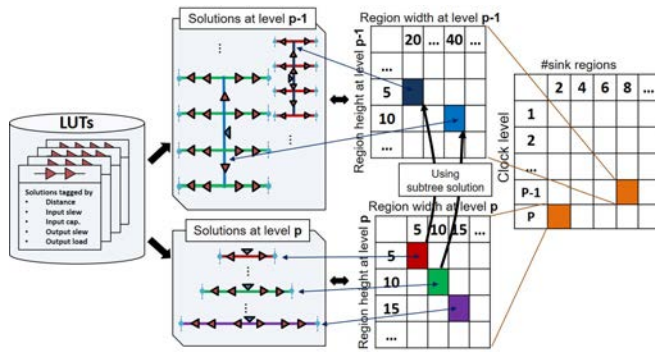 Solutions at level p-1
...
...
...
LUTs
Solutions tagged by
• Distance
• Input slew
• Input cap.
• Output slew
• Output load
Solutions at level p
...
...
Region width at level p-1
Region height at level p-1
20 ... 40 ...
...
5
10
...
Using
subtree solution
Region width at level p
Region height at level p
5 10 15 ...
5
10
15
...
#sink regions
Clock level
2 4 6 8 ...
1
2
...
P-1
P